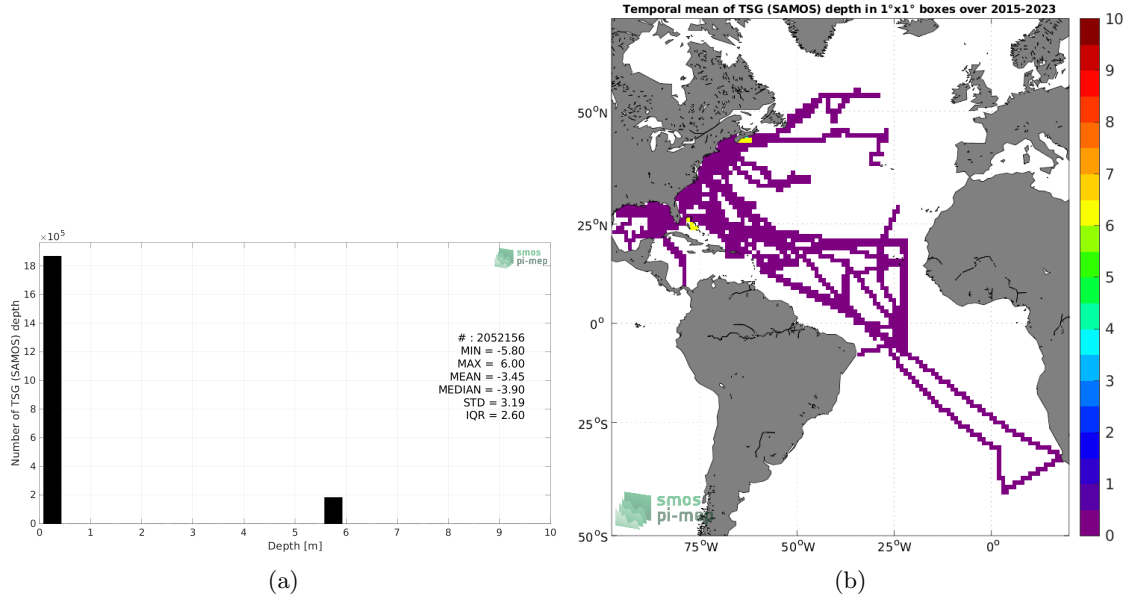 ×10⁵
18
16
14
12
10
8
6
4
2
0
Number of TSG (SAMOS) depth
smos
pi-mep
# : 2052156
MIN = -5.80
MAX = 6.00
MEAN = -3.45
MEDIAN = -3.90
STD = 3.19
IQR = 2.60
0 1 2 3 4 5 6 7 8 9 10
Depth [m]
(a)
Temporal mean of TSG (SAMOS) depth in 1°x1° boxes over 2015-2023
50°N
25°N
0°
25°S
50°S
75°W 50°W 25°W 0°
smos
pi-mep
10
9
8
7
6
5
4
3
2
1
0
(b)